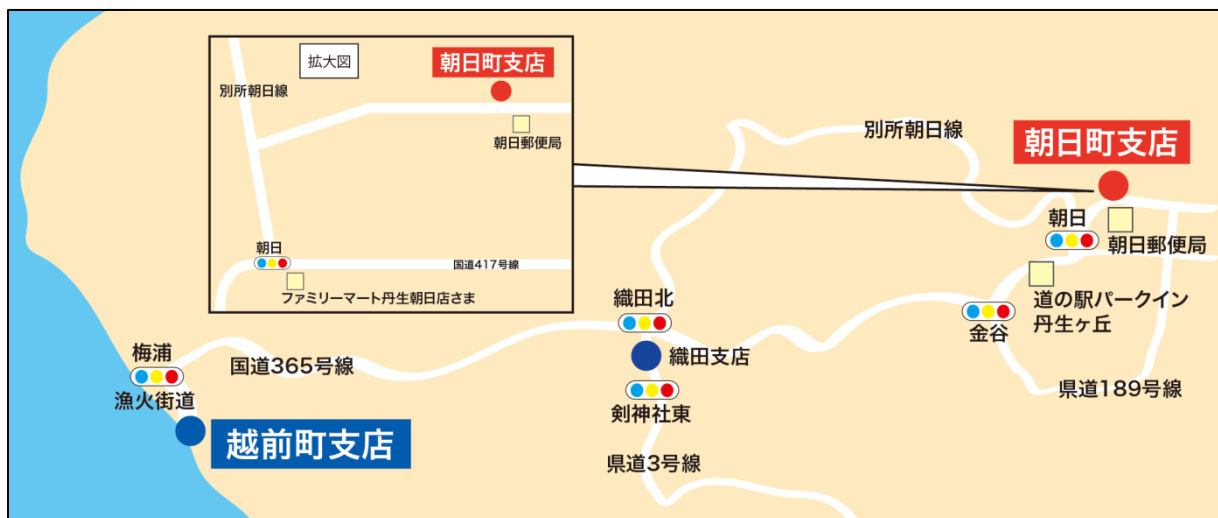 拡大図
朝日町支店
別所朝日線
朝日郵便局
朝日
国道417号線
ファミリーマート丹生朝日店さま
別所朝日線
朝日町支店
朝日
朝日郵便局
道の駅パークイン
丹生ヶ丘
金谷
県道189号線
織田北
織田支店
剣神社東
県道3号線
国道365号線
梅浦
漁火街道
越前町支店